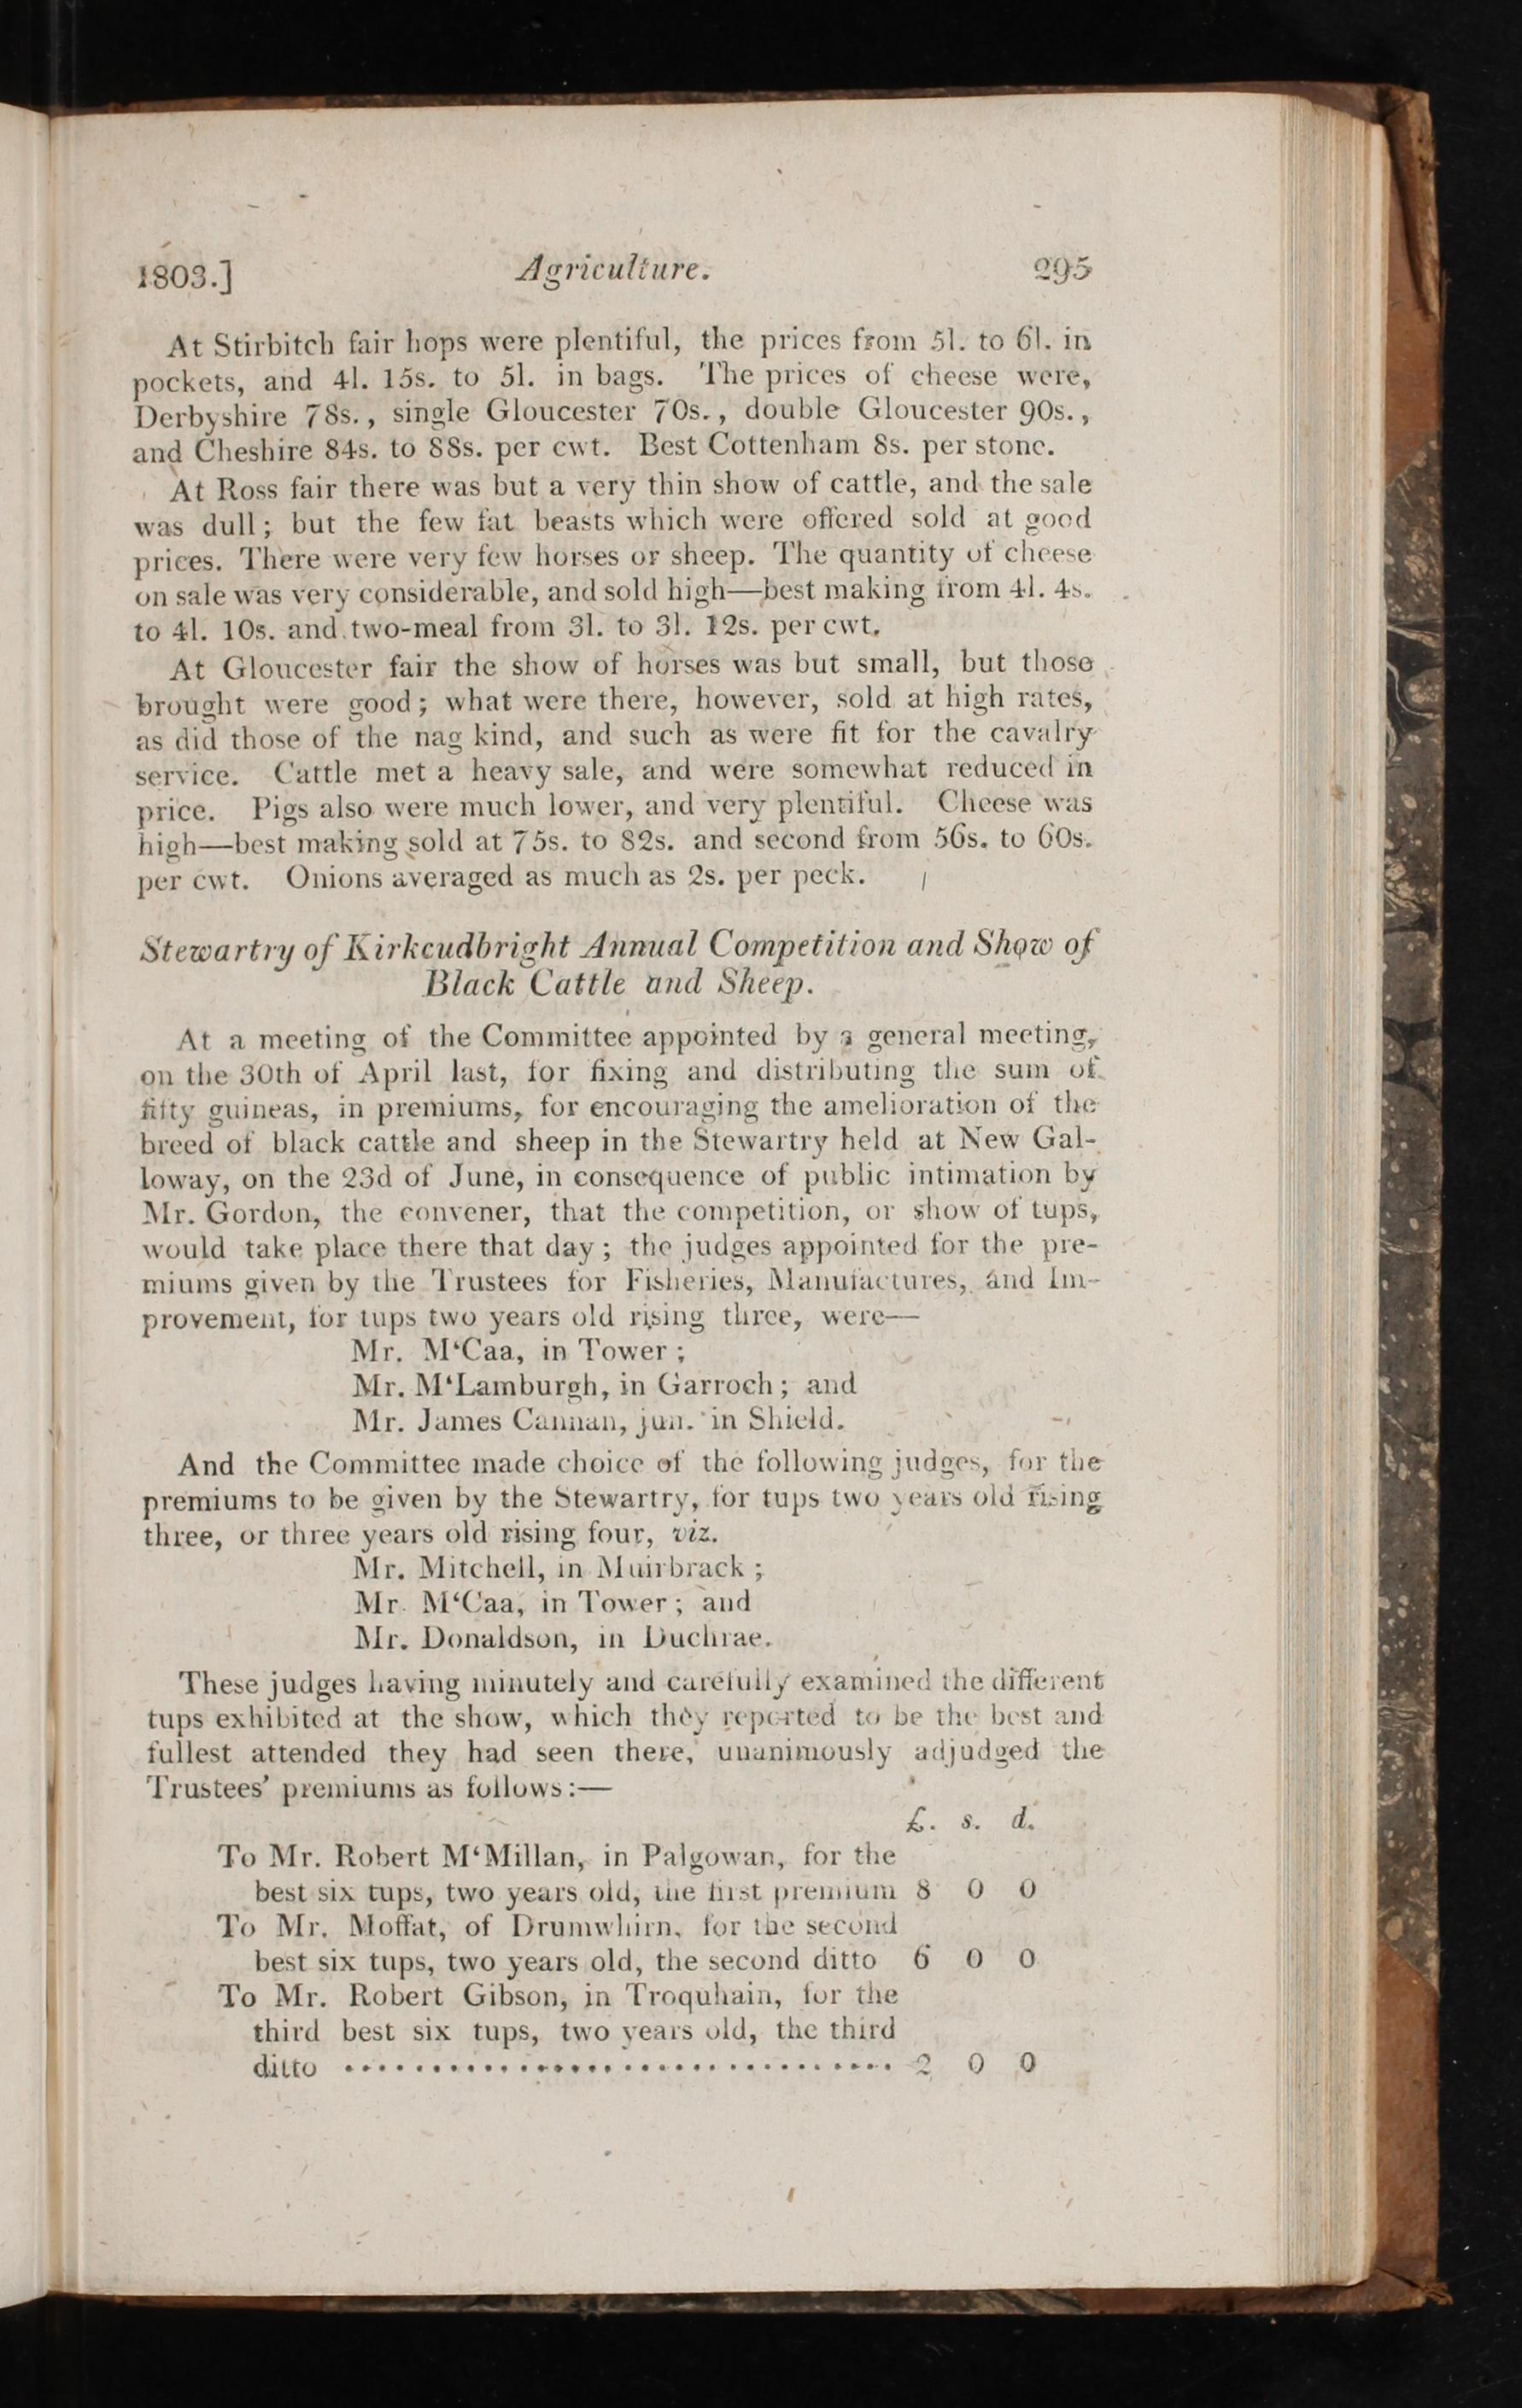 1803.] Agriculture. 295
At Stirbitch fair hops were plentiful, the prices from 5l. to 6l. in
pockets, and 4l. 15s. to 5l. in bags. The prices of cheese were,
Derbyshire 78s., single Gloucester 70s., double Gloucester 90s.,
and Cheshire 84s. to 88s. per cwt. Best Cottenham 8s. per stone.
At Ross fair there was but a very thin show of cattle, and the sale
was dull; but the few fat beasts which were offered sold at good
prices. There were very few horses or sheep. The quantity of cheese
on sale was very considerable, and sold high—best making from 4l. 4s.
to 4l. 10s. and two-meal from 3l. to 3l. 12s. per cwt.
At Gloucester fair the show of horses was but small, but those
brought were good; what were there, however, sold at high rates,
as did those of the nag kind, and such as were fit for the cavalry
service. Cattle met a heavy sale, and were somewhat reduced in
price. Pigs also were much lower, and very plentiful. Cheese was
high—best making sold at 75s. to 82s. and second from 56s. to 60s.
per cwt. Onions averaged as much as 2s. per peck.
Stewartry of Kirkcudbright Annual Competition and Show of
Black Cattle and Sheep.
At a meeting of the Committee appointed by a general meeting,
on the 30th of April last, for fixing and distributing the sum of
fifty guineas, in premiums, for encouraging the amelioration of the
breed of black cattle and sheep in the Stewartry held at New Gal-
loway, on the 23d of June, in consequence of public intimation by
Mr. Gordon, the convener, that the competition, or show of tups,
would take place there that day; the judges appointed for the pre-
miums given by the Trustees for Fisheries, Manufactures, and Im-
provement, for tups two years old rising three, were—
Mr. M‘Caa, in Tower;
Mr. M‘Lamburgh, in Garroch; and
Mr. James Cannan, jun. in Shield.
And the Committee made choice of the following judges, for the
premiums to be given by the Stewartry, for tups two years old rising
three, or three years old rising four, viz.
Mr. Mitchell, in Muirbrack;
Mr. M‘Caa, in Tower; and
Mr. Donaldson, in Duchrae.
These judges having minutely and carefully examined the different
tups exhibited at the show, which they reported to be the best and
fullest attended they had seen there, unanimously adjudged the
Trustees’ premiums as follows:—
£. s. d.
To Mr. Robert M‘Millan, in Palgowan, for the
best six tups, two years old, the first premium 8 0 0
To Mr. Moffat, of Drumwhirn, for the second
best six tups, two years old, the second ditto 6 0 0
To Mr. Robert Gibson, in Troquhain, for the
third best six tups, two years old, the third
ditto ................................ 2 0 0